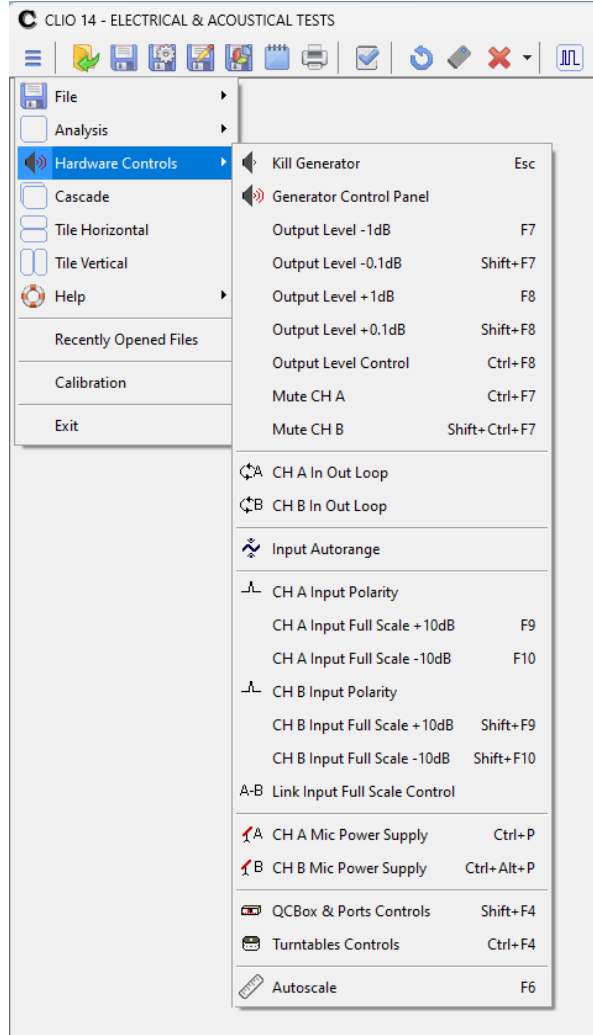 CLIO 14 - ELECTRICAL & ACOUSTICAL TESTS
File
Analysis
Hardware Controls
Cascade
Tile Horizontal
Tile Vertical
Help
Recently Opened Files
Calibration
Exit
Kill Generator Esc
Generator Control Panel
Output Level -1dB F7
Output Level -0.1dB Shift+F7
Output Level +1dB F8
Output Level +0.1dB Shift+F8
Output Level Control Ctrl+F8
Mute CH A Ctrl+F7
Mute CH B Shift+Ctrl+F7
A CH A In Out Loop
B CH B In Out Loop
Input Autorange
CH A Input Polarity
CH A Input Full Scale +10dB F9
CH A Input Full Scale -10dB F10
CH B Input Polarity
CH B Input Full Scale +10dB Shift+F9
CH B Input Full Scale -10dB Shift+F10
A-B Link Input Full Scale Control
A CH A Mic Power Supply Ctrl+P
B CH B Mic Power Supply Ctrl+Alt+P
QCBox & Ports Controls Shift+F4
Turntables Controls Ctrl+F4
Autoscale F6